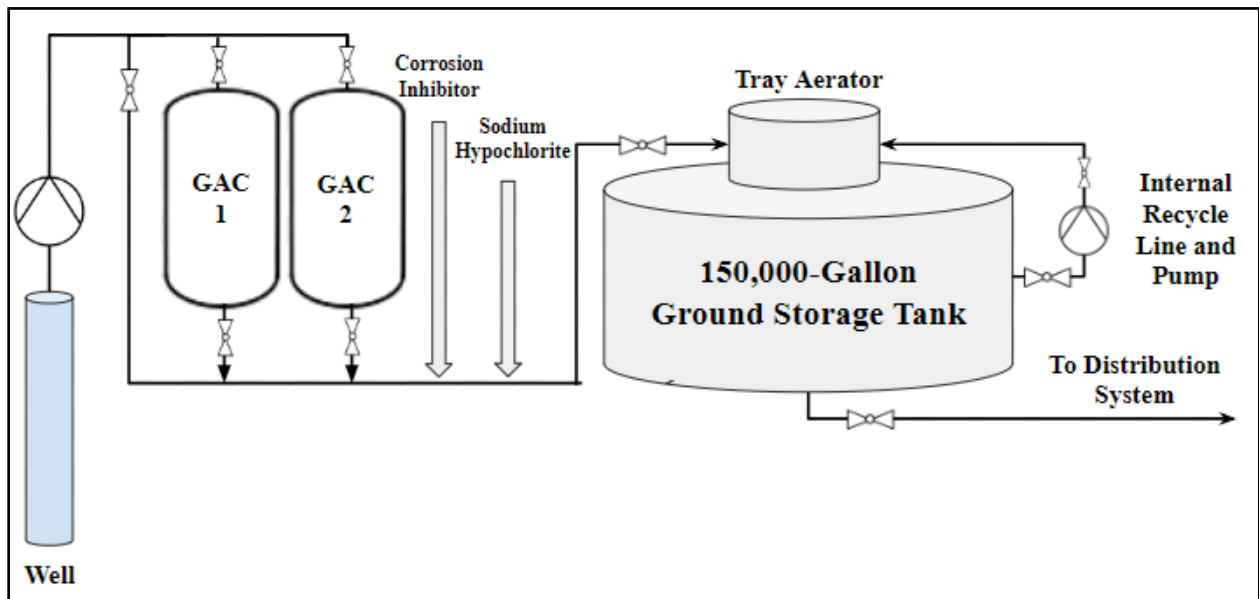 Corrosion
Inhibitor
Sodium
Hypochlorite
GAC
1
GAC
2
Tray Aerator
150,000-Gallon
Ground Storage Tank
Internal
Recycle
Line and
Pump
To Distribution
System
Well